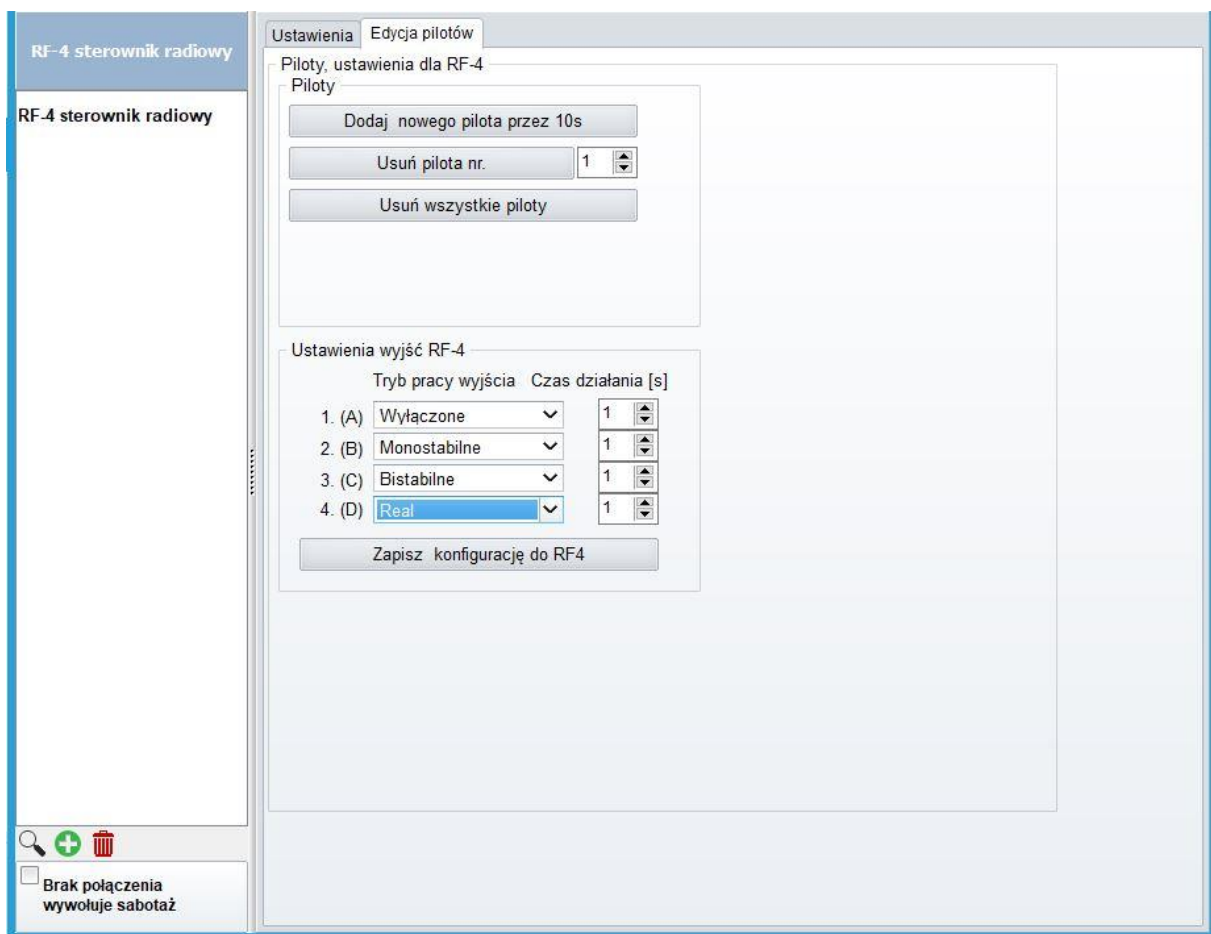 RF-4 sterownik radiowy
RF-4 sterownik radiowy
Brak połączenia
wywołuje sabotaż
Ustawienia Edycja pilotów
Piloty, ustawienia dla RF-4
Piloty
Dodaj nowego pilota przez 10s
Usuń pilota nr. 1
Usuń wszystkie piloty
Ustawienia wyjść RF-4
Tryb pracy wyjścia Czas działania [s]
1. (A) Wyłączone 1
2. (B) Monostabilne 1
3. (C) Bistabilne 1
4. (D) Real 1
Zapisz konfigurację do RF4